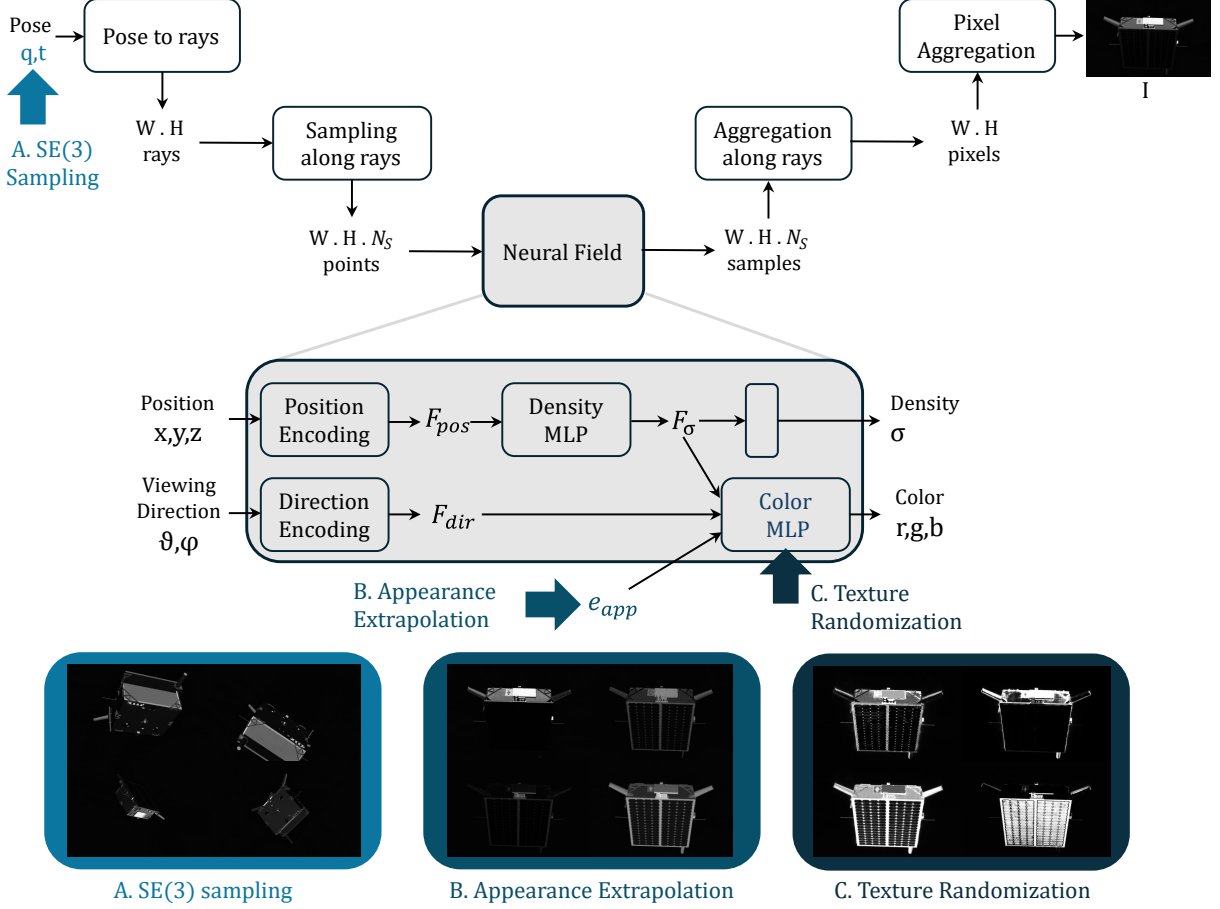 Pose
q,t
Pose to rays
Pixel
Aggregation
I
A. SE(3)
Sampling
W . H
rays
Sampling
along rays
Aggregation
along rays
W . H
pixels
W . H . N_S
points
Neural Field
W . H . N_S
samples
Position
x,y,z
Position
Encoding
F_pos
Density
MLP
F_σ
Density
σ
Viewing
Direction
ϑ,φ
Direction
Encoding
F_dir
Color
MLP
Color
r,g,b
B. Appearance
Extrapolation
e_app
C. Texture
Randomization
A. SE(3) sampling
B. Appearance Extrapolation
C. Texture Randomization